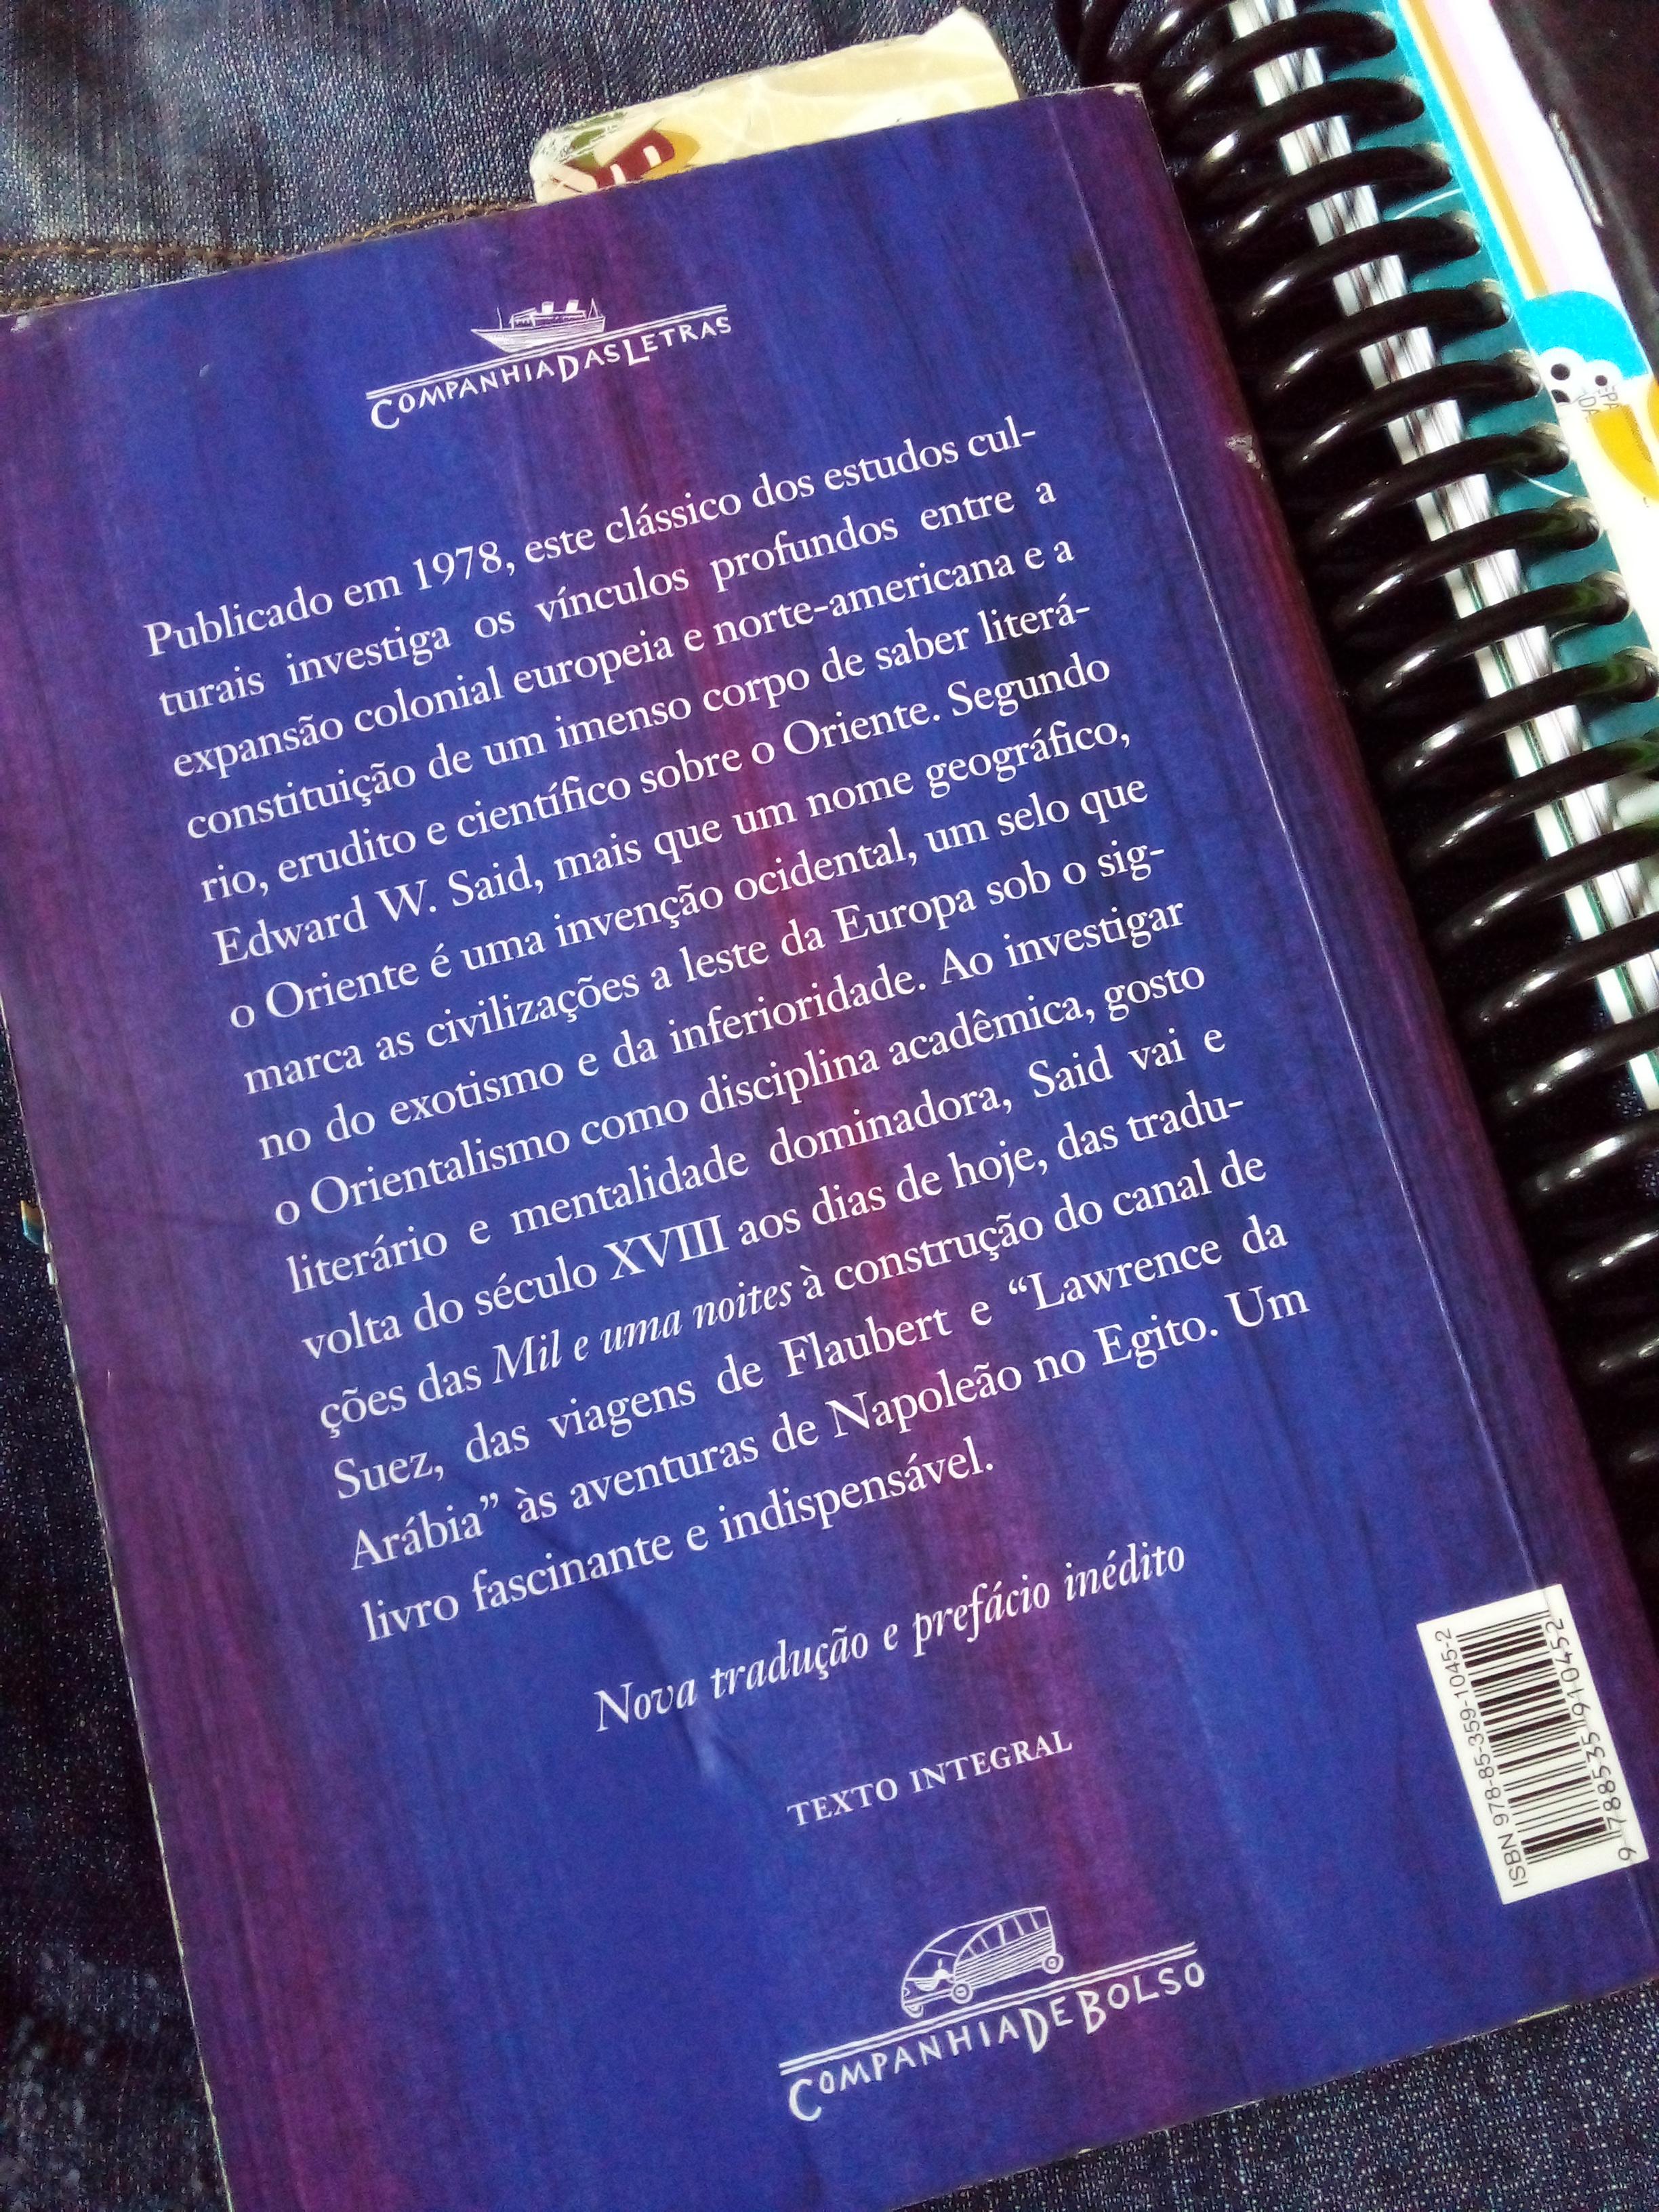 COMPANHIA DAS LETRAS
Publicado em 1978, este clássico dos estudos cul-
turais investiga os vínculos profundos entre a
expansão colonial europeia e norte-americana e a
constituição de um imenso corpo de saber literá-
rio, erudito e científico sobre o Oriente. Segundo
Edward W. Said, mais que um nome geográfico,
o Oriente é uma invenção ocidental, um selo que
marca as civilizações a leste da Europa sob o sig-
no do exotismo e da inferioridade. Ao investigar
o Orientalismo como disciplina acadêmica, gosto
literário e mentalidade dominadora, Said vai e
volta do século XVIII aos dias de hoje, das tradu-
ções das Mil e uma noites à construção do canal de
Suez, das viagens de Flaubert e “Lawrence da
Arábia” às aventuras de Napoleão no Egito. Um
livro fascinante e indispensável.
Nova tradução e prefácio inédito
TEXTO INTEGRAL
ISBN 978-85-359-1045-2
9 788535 910452
COMPANHIA DE BOLSO